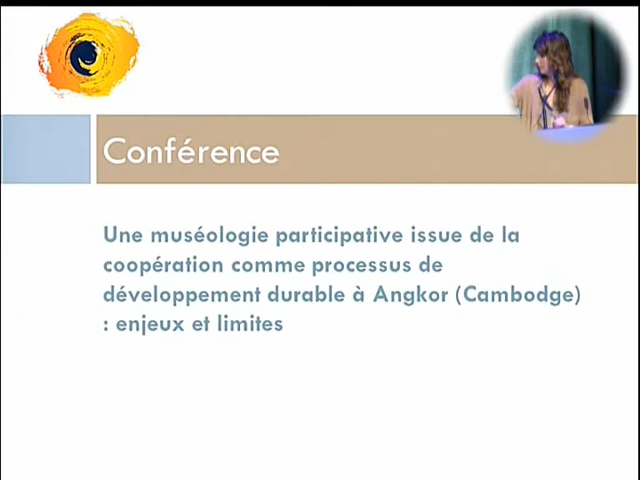 Conférence
Une muséologie participative issue de la
coopération comme processus de
développement durable à Angkor (Cambodge)
: enjeux et limites